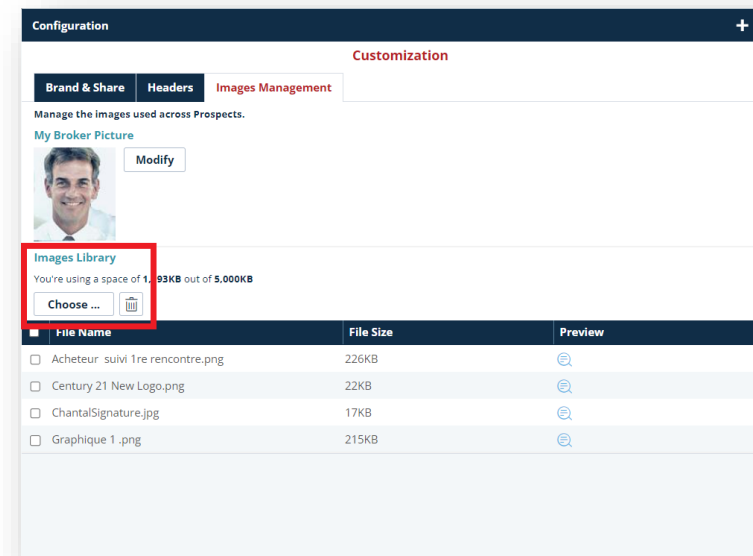 Configuration
Customization
Brand & Share Headers Images Management
Manage the images used across Prospects.
My Broker Picture
Modify
Images Library
You're using a space of out of 5,000KB
Choose ...
File Name File Size Preview
Acheteur suivi 1re rencontre.png 226KB
Century 21 New Logo.png 22KB
ChantalSignature.jpg 17KB
Graphique 1 .png 215KB